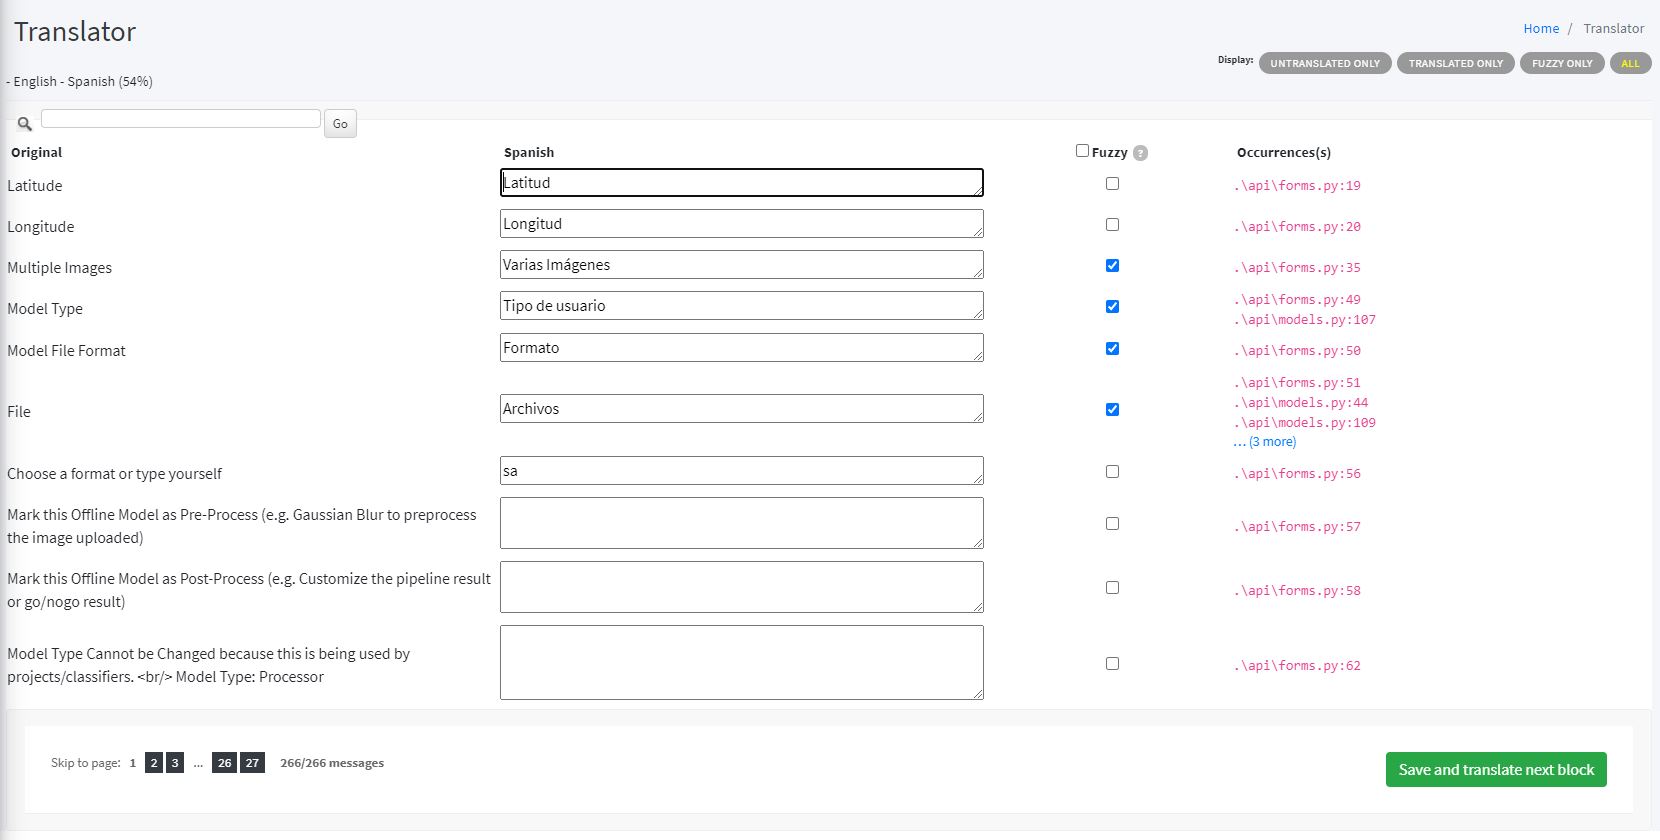 Translator
Home / Translator
Display: UNTRANSLATED ONLY TRANSLATED ONLY FUZZY ONLY ALL
- English - Spanish (54%)
Go
Original Spanish Fuzzy ? Occurrences(s)
Latitude Latitud .\api\forms.py:19
Longitude Longitud .\api\forms.py:20
Multiple Images Varias Imágenes .\api\forms.py:35
Model Type Tipo de usuario .\api\forms.py:49
.\api\models.py:107
Model File Format Formato .\api\forms.py:50
File Archivos .\api\forms.py:51
.\api\models.py:44
.\api\models.py:109
... (3 more)
Choose a format or type yourself sa .\api\forms.py:56
Mark this Offline Model as Pre-Process (e.g. Gaussian Blur to preprocess
the image uploaded) .\api\forms.py:57
Mark this Offline Model as Post-Process (e.g. Customize the pipeline result
or go/nogo result) .\api\forms.py:58
Model Type Cannot be Changed because this is being used by
projects/classifiers. <br/> Model Type: Processor .\api\forms.py:62
Skip to page: 1 2 3 ... 26 27 266/266 messages
Save and translate next block